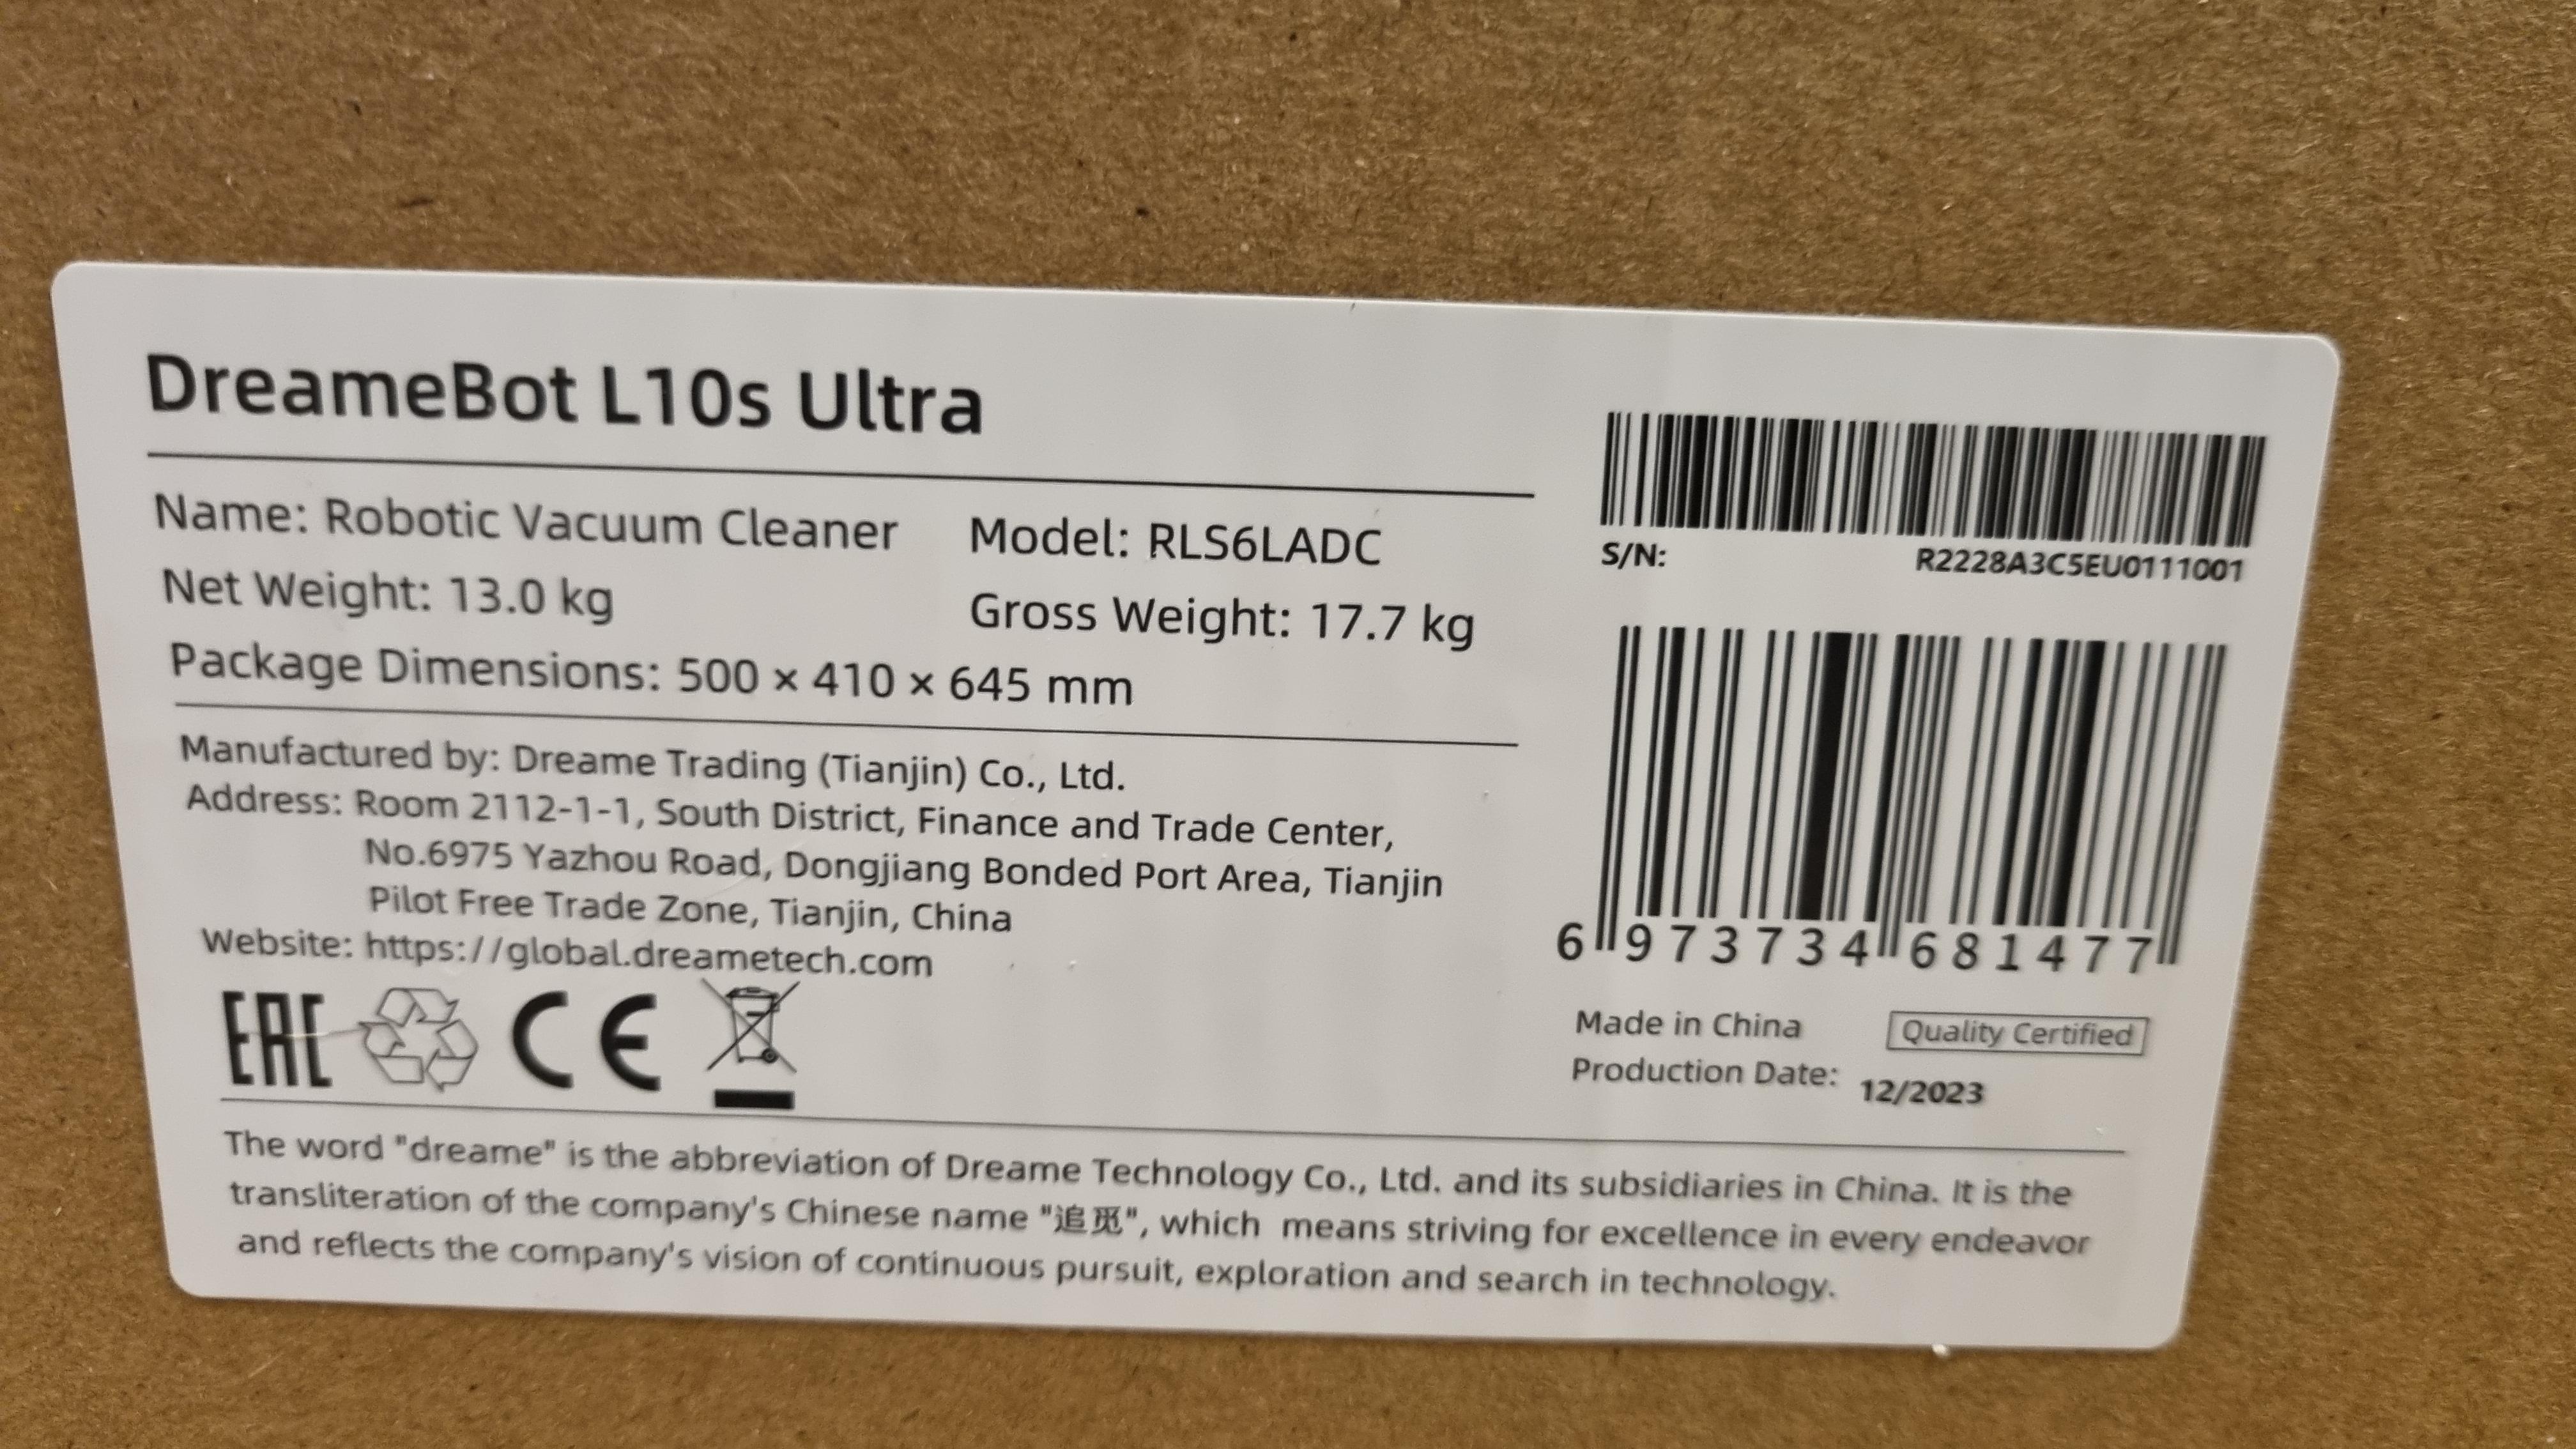 DreameBot L10s Ultra
Name: Robotic Vacuum Cleaner Model: RLS6LADC
Net Weight: 13.0 kg Gross Weight: 17.7 kg
Package Dimensions: 500 × 410 × 645 mm
Manufactured by: Dreame Trading (Tianjin) Co., Ltd.
Address: Room 2112-1-1, South District, Finance and Trade Center,
No.6975 Yazhou Road, Dongjiang Bonded Port Area, Tianjin
Pilot Free Trade Zone, Tianjin, China
Website: https://global.dreametech.com
EAC CE
S/N: R2228A3C5EU0111001
6 973734 681477
Made in China Quality Certified
Production Date: 12/2023
The word "dreame" is the abbreviation of Dreame Technology Co., Ltd. and its subsidiaries in China. It is the
transliteration of the company's Chinese name "追觅", which means striving for excellence in every endeavor
and reflects the company's vision of continuous pursuit, exploration and search in technology.